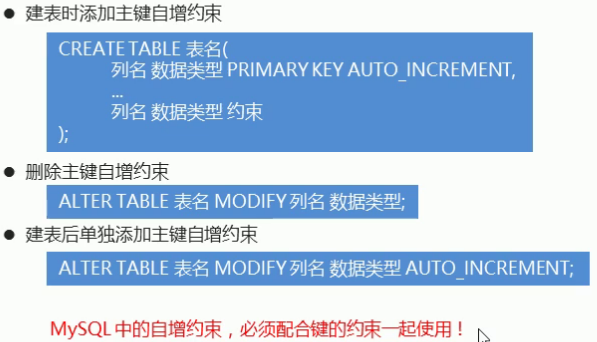 ● 建表时添加主键自增约束
CREATE TABLE 表名(
列名 数据类型 PRIMARY KEY AUTO_INCREMENT,
...
列名 数据类型 约束
);
● 删除主键自增约束
ALTER TABLE 表名 MODIFY 列名 数据类型;
● 建表后单独添加主键自增约束
ALTER TABLE 表名 MODIFY 列名 数据类型 AUTO_INCREMENT;
MySQL 中的自增约束，必须配合键的约束一起使用！